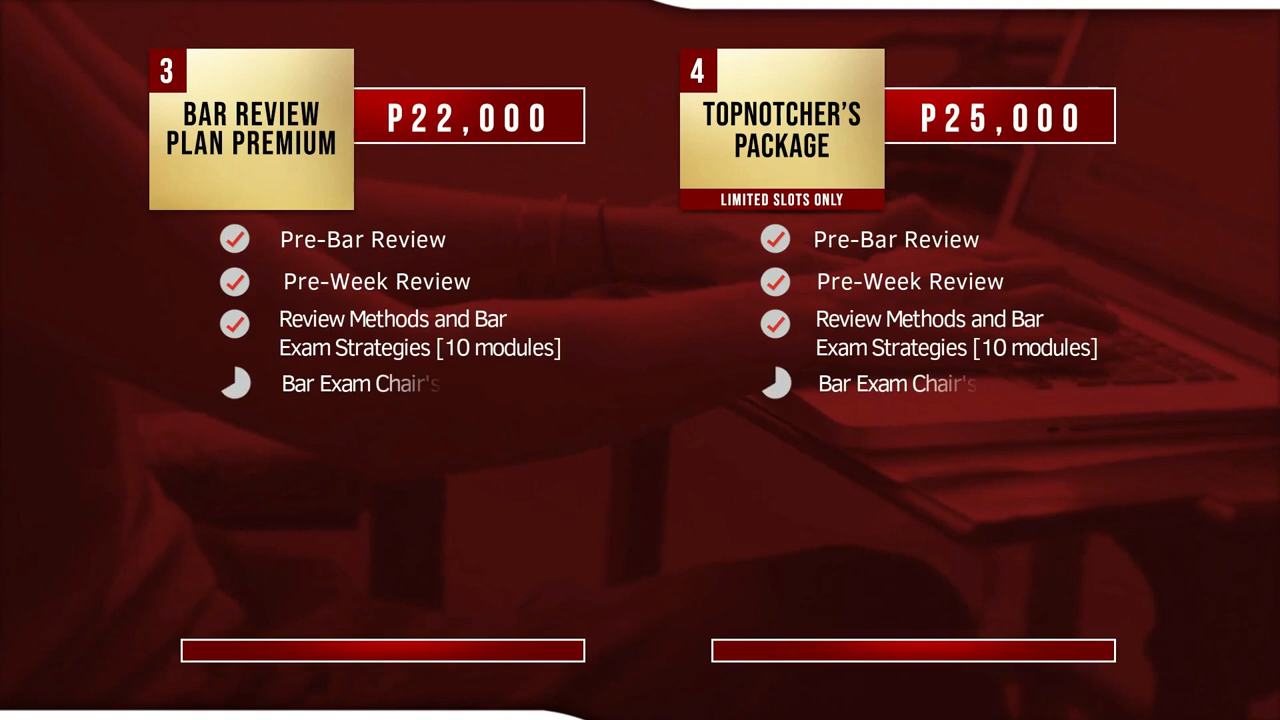 3
BAR REVIEW
PLAN PREMIUM
P22,000
Pre-Bar Review
Pre-Week Review
Review Methods and Bar
Exam Strategies [10 modules]
Bar Exam Chair's
4
TOPNOTCHER'S
PACKAGE
LIMITED SLOTS ONLY
P25,000
Pre-Bar Review
Pre-Week Review
Review Methods and Bar
Exam Strategies [10 modules]
Bar Exam Chair's